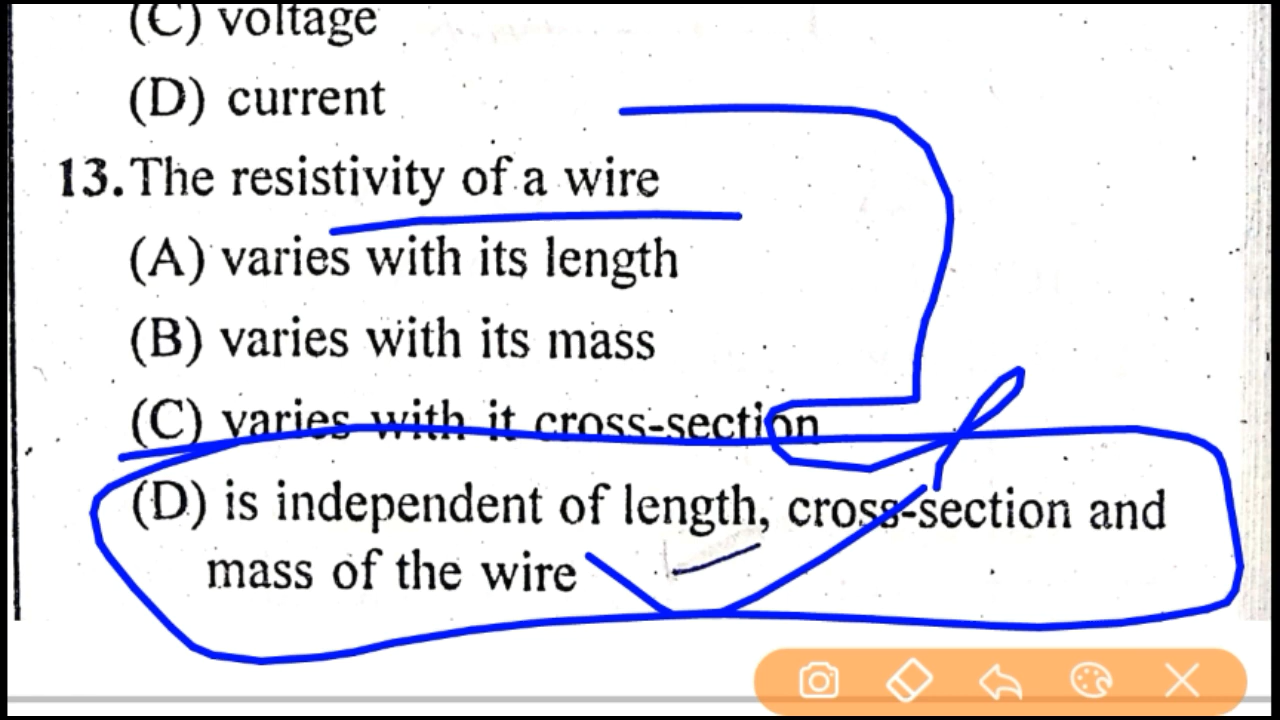 (C) voltage
(D) current
13. The resistivity of a wire
(A) varies with its length
(B) varies with its mass
(C) varies with it cross-section
(D) is independent of length, cross-section and
mass of the wire